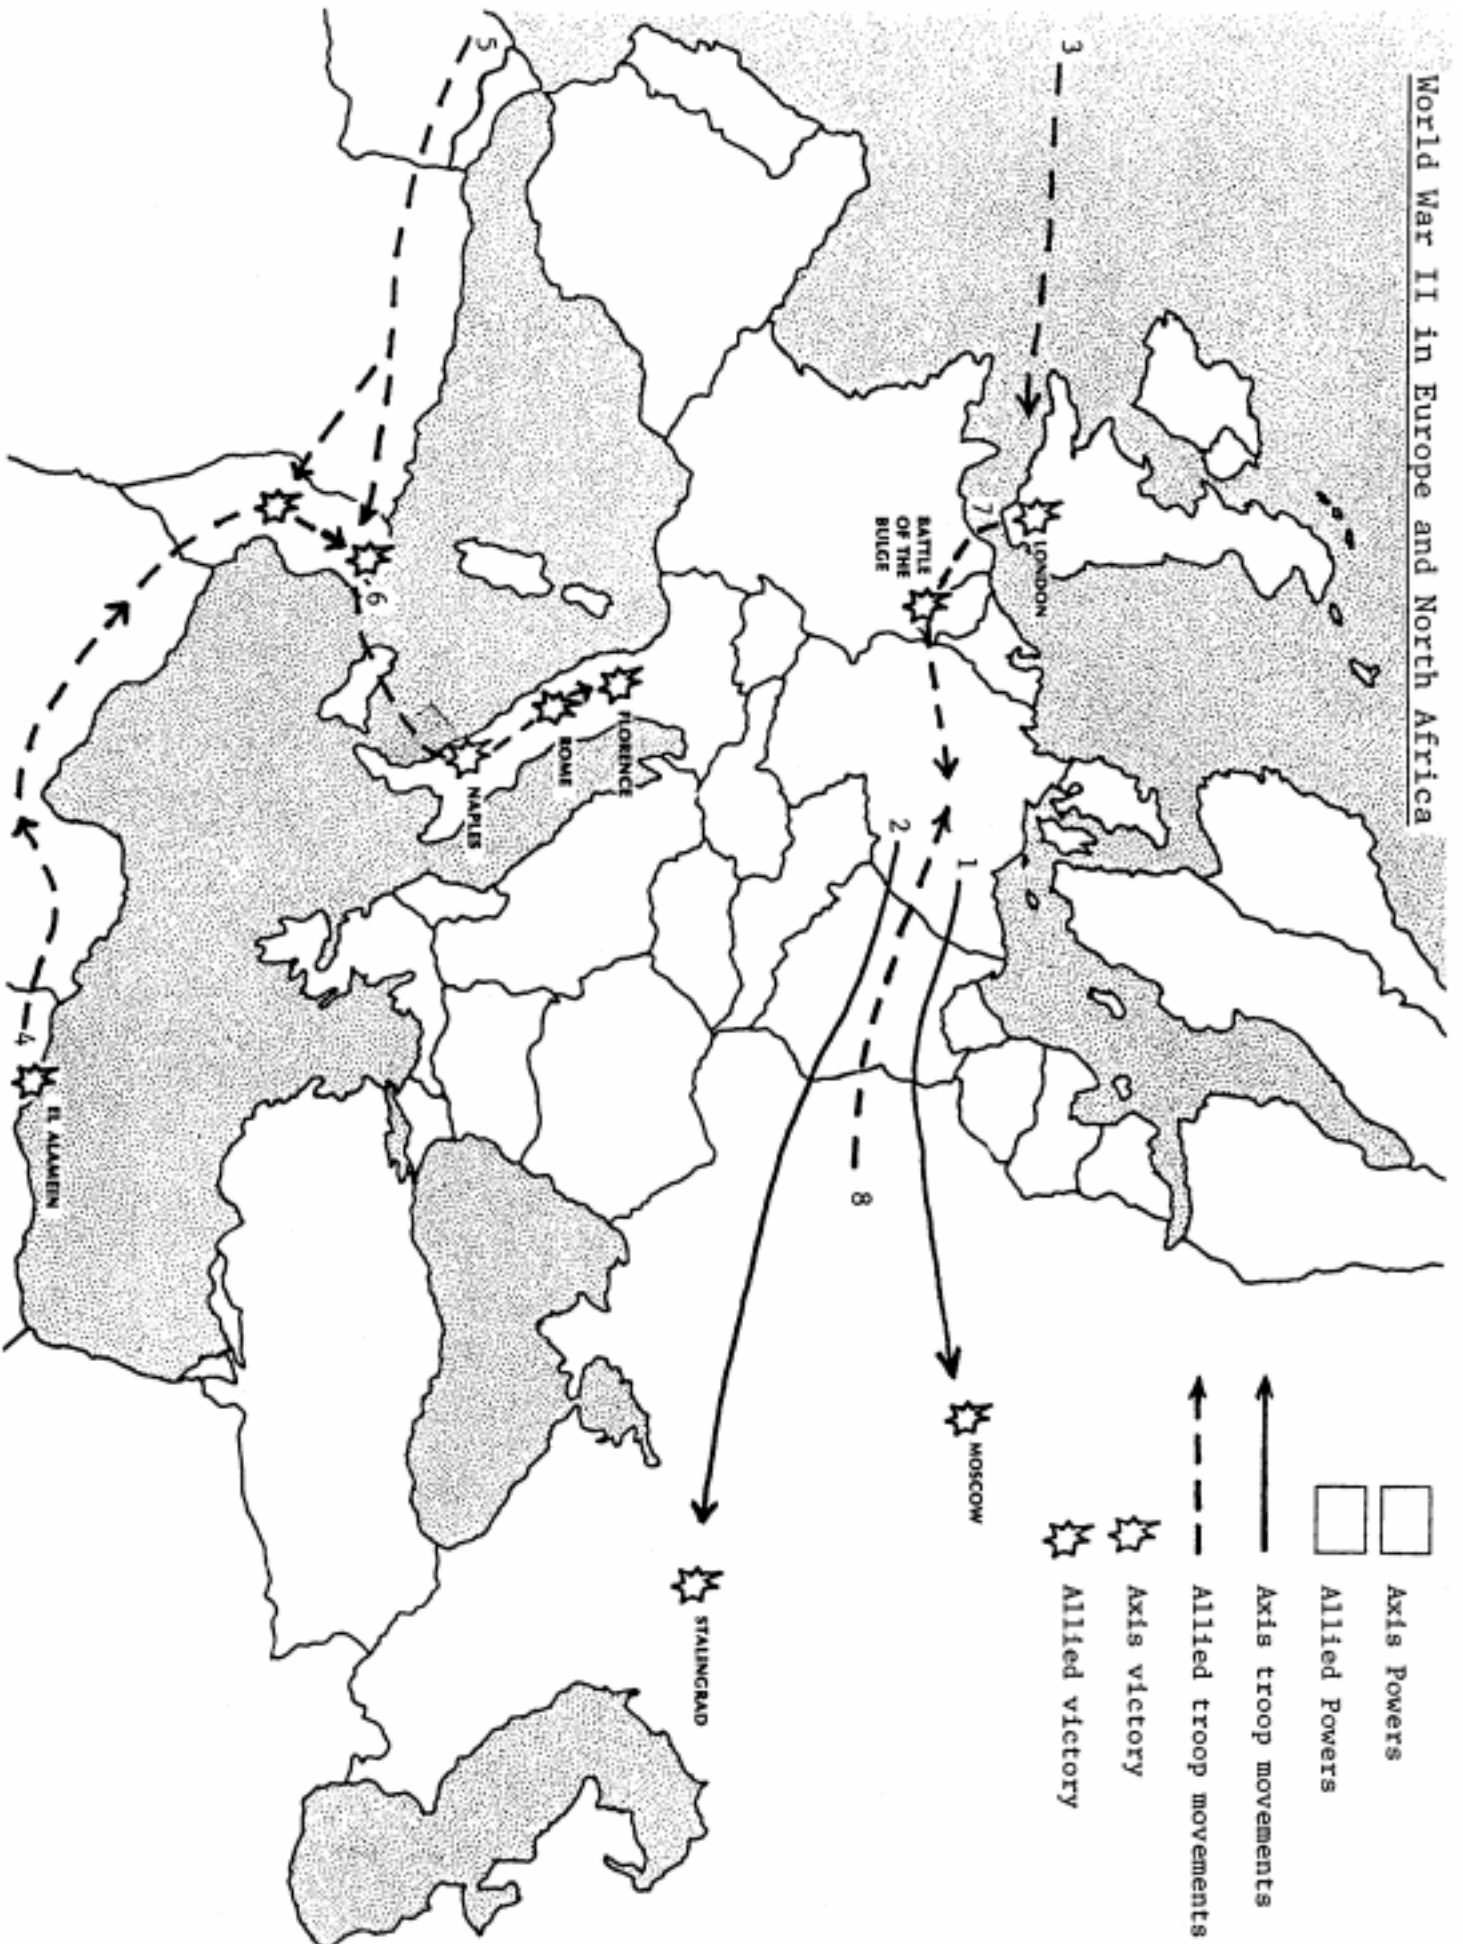 World War II in Europe and North Africa
Axis Powers
Allied Powers
Axis troop movements
Allied troop movements
Axis victory
Allied victory
3
LONDON
7
BATTLE
OF THE
BULGE
1
2
8
MOSCOW
STALINGRAD
5
6
FLORENCE
ROME
NAPLES
4
EL ALAMEIN